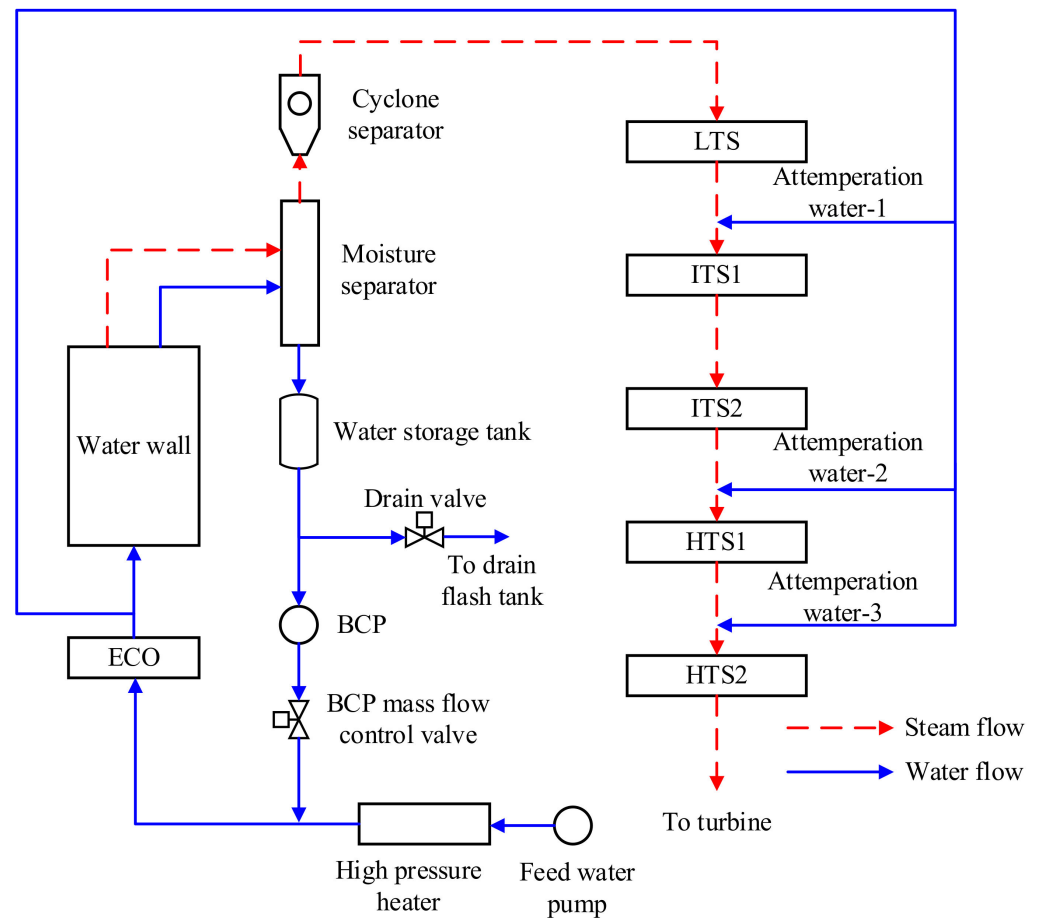 Cyclone
separator
LTS
Attemperation
water-1
Moisture
separator
ITS1
ITS2
Water wall
Water storage tank
Attemperation
water-2
Drain valve
HTS1
To drain
flash tank
Attemperation
water-3
BCP
ECO
HTS2
BCP mass flow
control valve
Steam flow
Water flow
To turbine
High pressure
heater
Feed water
pump